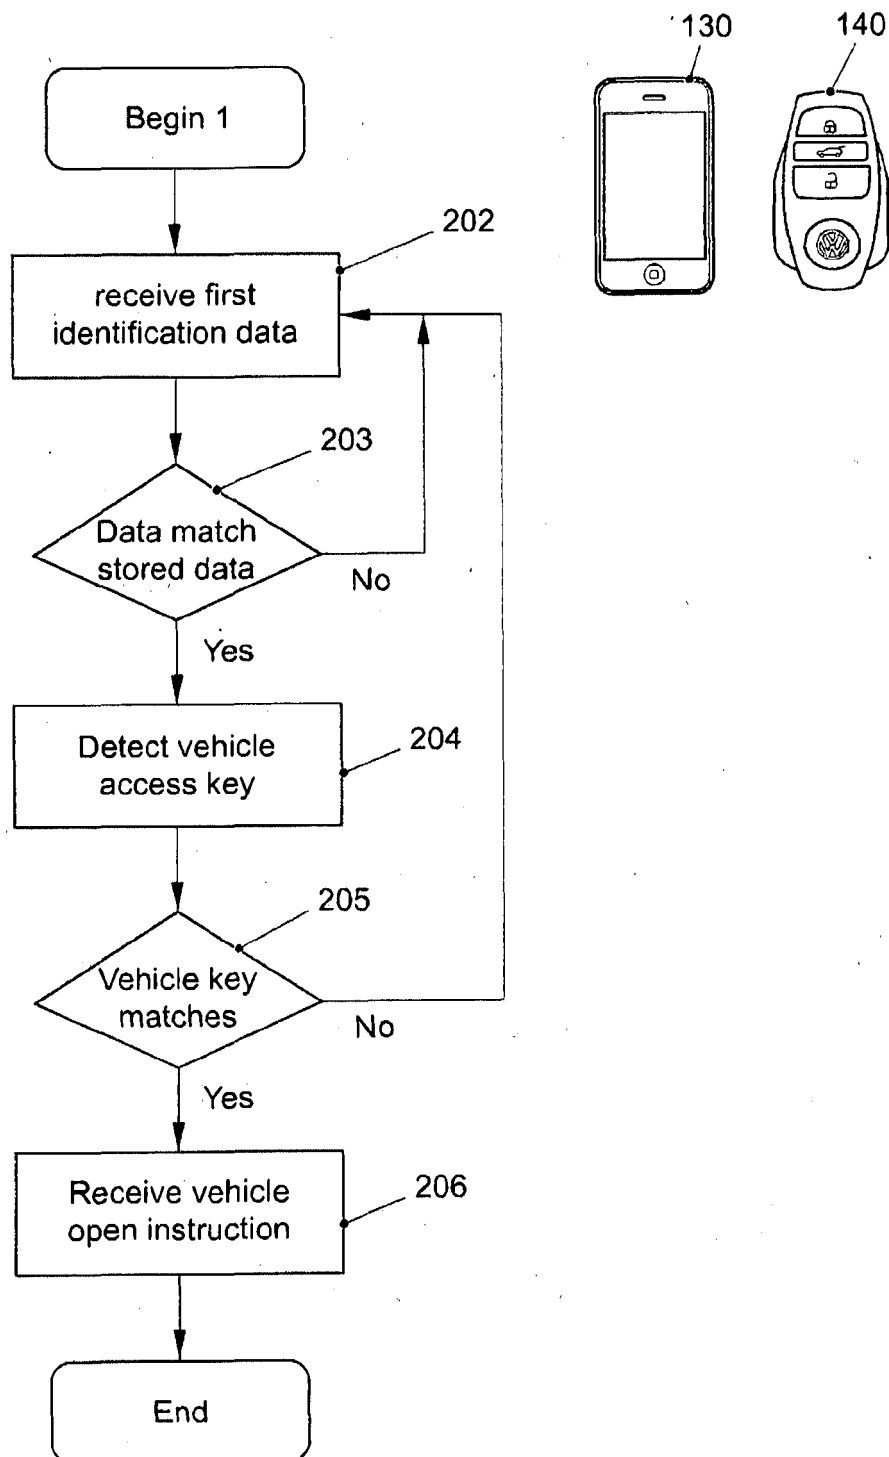 130
140
Begin 1
202
receive first
identification data
203
Data match
stored data
No
Yes
Detect vehicle
access key
204
205
Vehicle key
matches
No
Yes
Receive vehicle
open instruction
206
End
VW